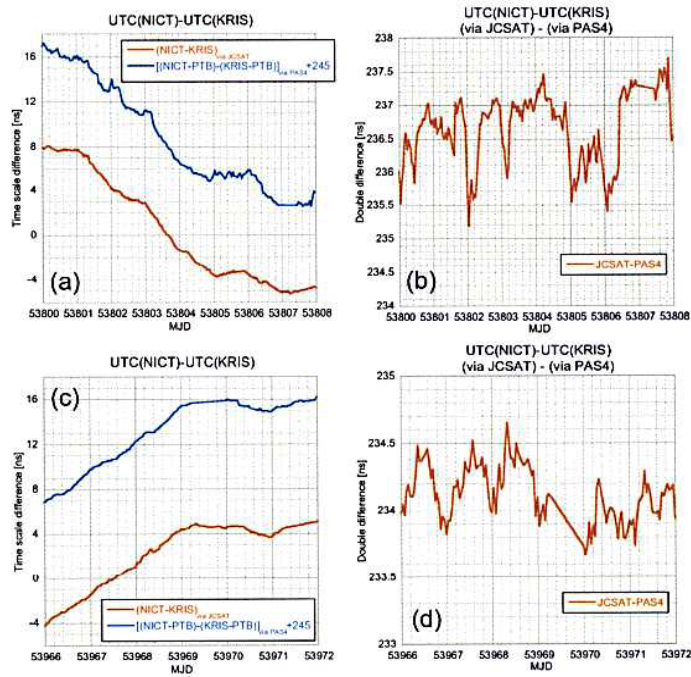 UTC(NICT)-UTC(KRIS)
(NICT-KRIS) via JCSAT
[(NICT-PTB)-(KRIS-PTB)] via PAS4 +245
Time scale difference [ns]
16
12
8
4
0
-4
(a)
53800 53801 53802 53803 53804 53805 53806 53807 53808
MJD
UTC(NICT)-UTC(KRIS)
(via JCSAT) - (via PAS4)
Double difference [ns]
238
237.5
237
236.5
236
235.5
235
234.5
234
(b)
JCSAT-PAS4
53800 53801 53802 53803 53804 53805 53806 53807 53808
MJD
UTC(NICT)-UTC(KRIS)
(c)
Time scale difference [ns]
16
12
8
4
0
-4
(NICT-KRIS) via JCSAT
[(NICT-PTB)-(KRIS-PTB)] via PAS4 +245
53966 53967 53968 53969 53970 53971 53972
MJD
UTC(NICT)-UTC(KRIS)
(via JCSAT) - (via PAS4)
Double difference [ns]
235
234.5
234
233.5
233
JCSAT-PAS4
(d)
53966 53967 53968 53969 53970 53971 53972
MJD